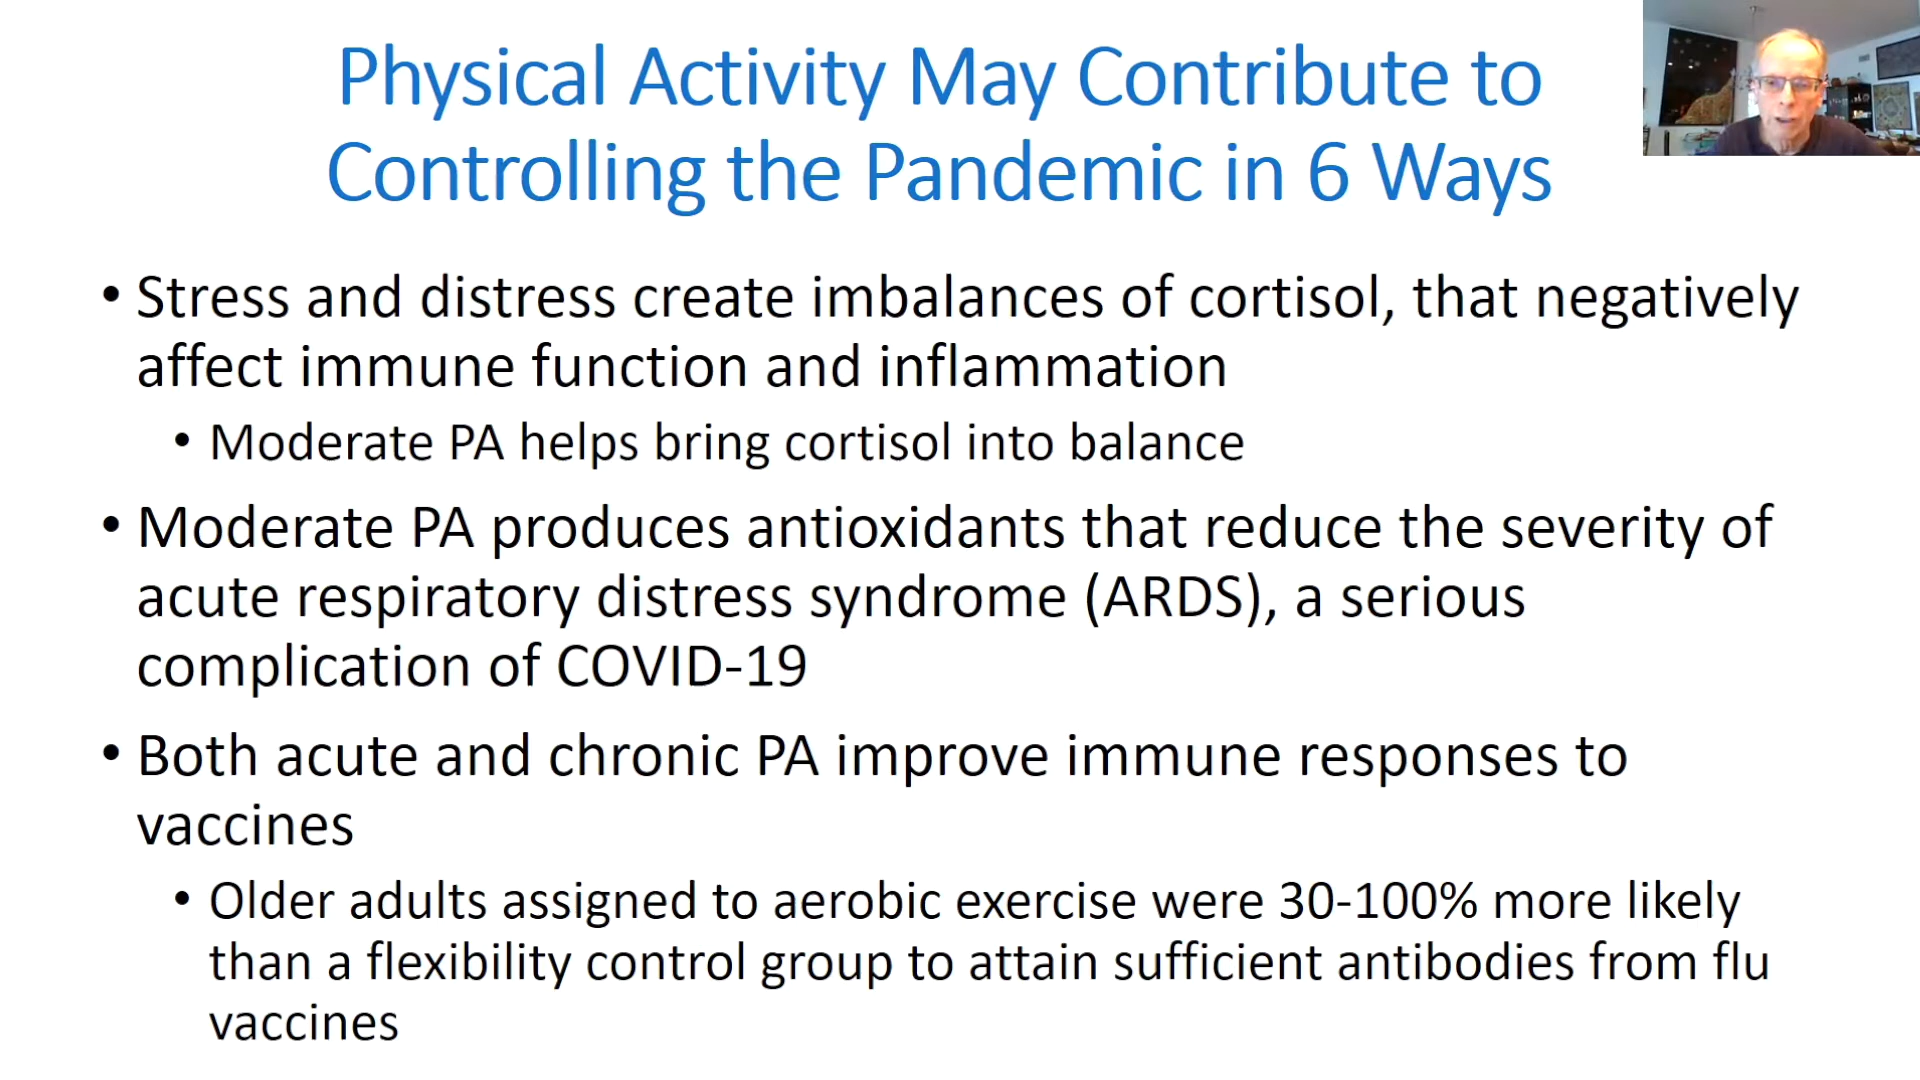 Physical Activity May Contribute to
Controlling the Pandemic in 6 Ways
• Stress and distress create imbalances of cortisol, that negatively
affect immune function and inflammation
• Moderate PA helps bring cortisol into balance
• Moderate PA produces antioxidants that reduce the severity of
acute respiratory distress syndrome (ARDS), a serious
complication of COVID-19
• Both acute and chronic PA improve immune responses to
vaccines
• Older adults assigned to aerobic exercise were 30-100% more likely
than a flexibility control group to attain sufficient antibodies from flu
vaccines